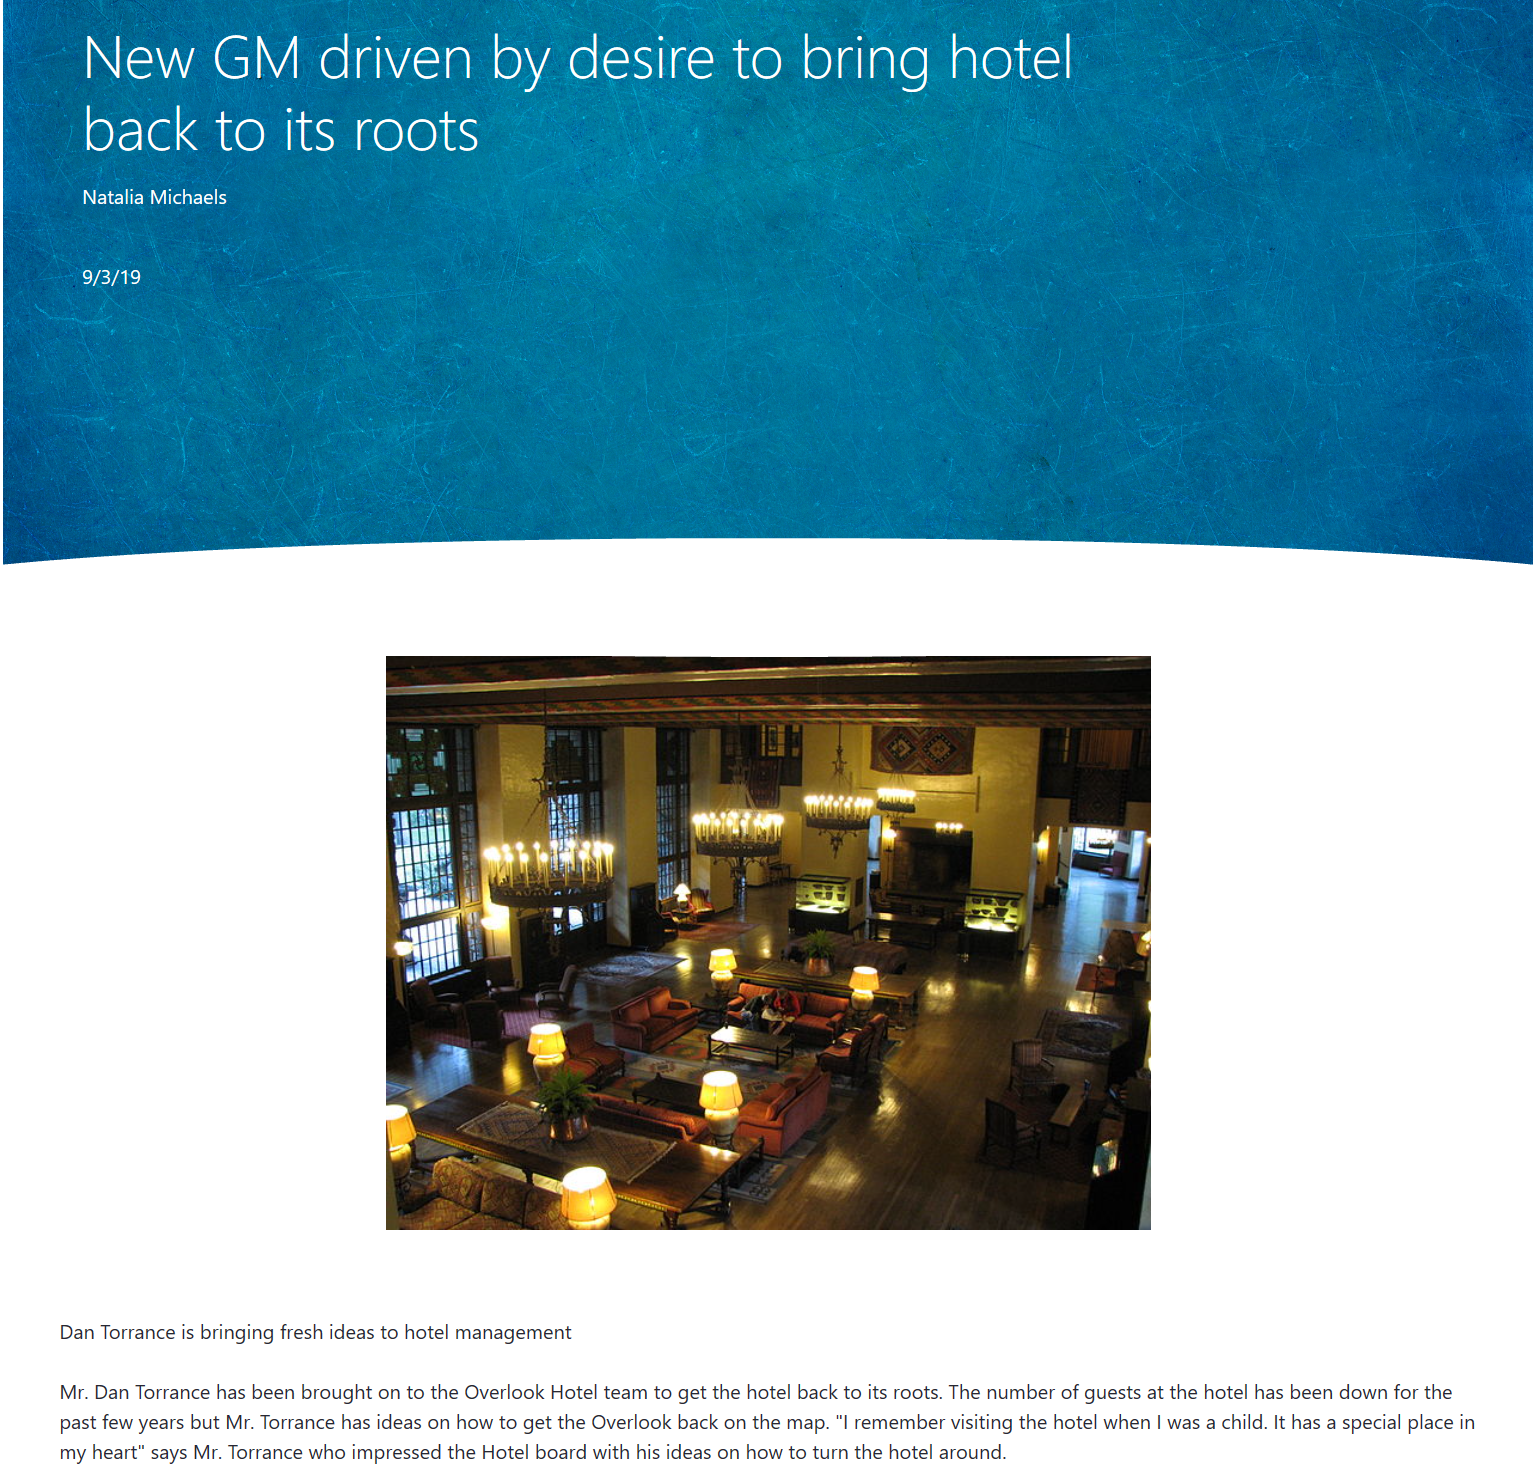 New GM driven by desire to bring hotel
back to its roots
Natalia Michaels
9/3/19
Dan Torrance is bringing fresh ideas to hotel management
Mr. Dan Torrance has been brought on to the Overlook Hotel team to get the hotel back to its roots. The number of guests at the hotel has been down for the
past few years but Mr. Torrance has ideas on how to get the Overlook back on the map. "I remember visiting the hotel when I was a child. It has a special place in
my heart" says Mr. Torrance who impressed the Hotel board with his ideas on how to turn the hotel around.